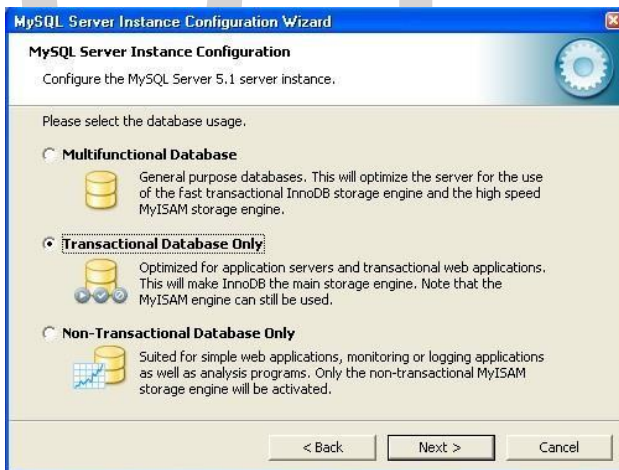 MySQL Server Instance Configuration Wizard
MySQL Server Instance Configuration
Configure the MySQL Server 5.1 server instance.
Please select the database usage.
Multifunctional Database
General purpose databases. This will optimize the server for the use
of the fast transactional InnoDB storage engine and the high speed
MyISAM storage engine.
Transactional Database Only
Optimized for application servers and transactional web applications.
This will make InnoDB the main storage engine. Note that the
MyISAM engine can still be used.
Non-Transactional Database Only
Suited for simple web applications, monitoring or logging applications
as well as analysis programs. Only the non-transactional MyISAM
storage engine will be activated.
< Back
Next >
Cancel